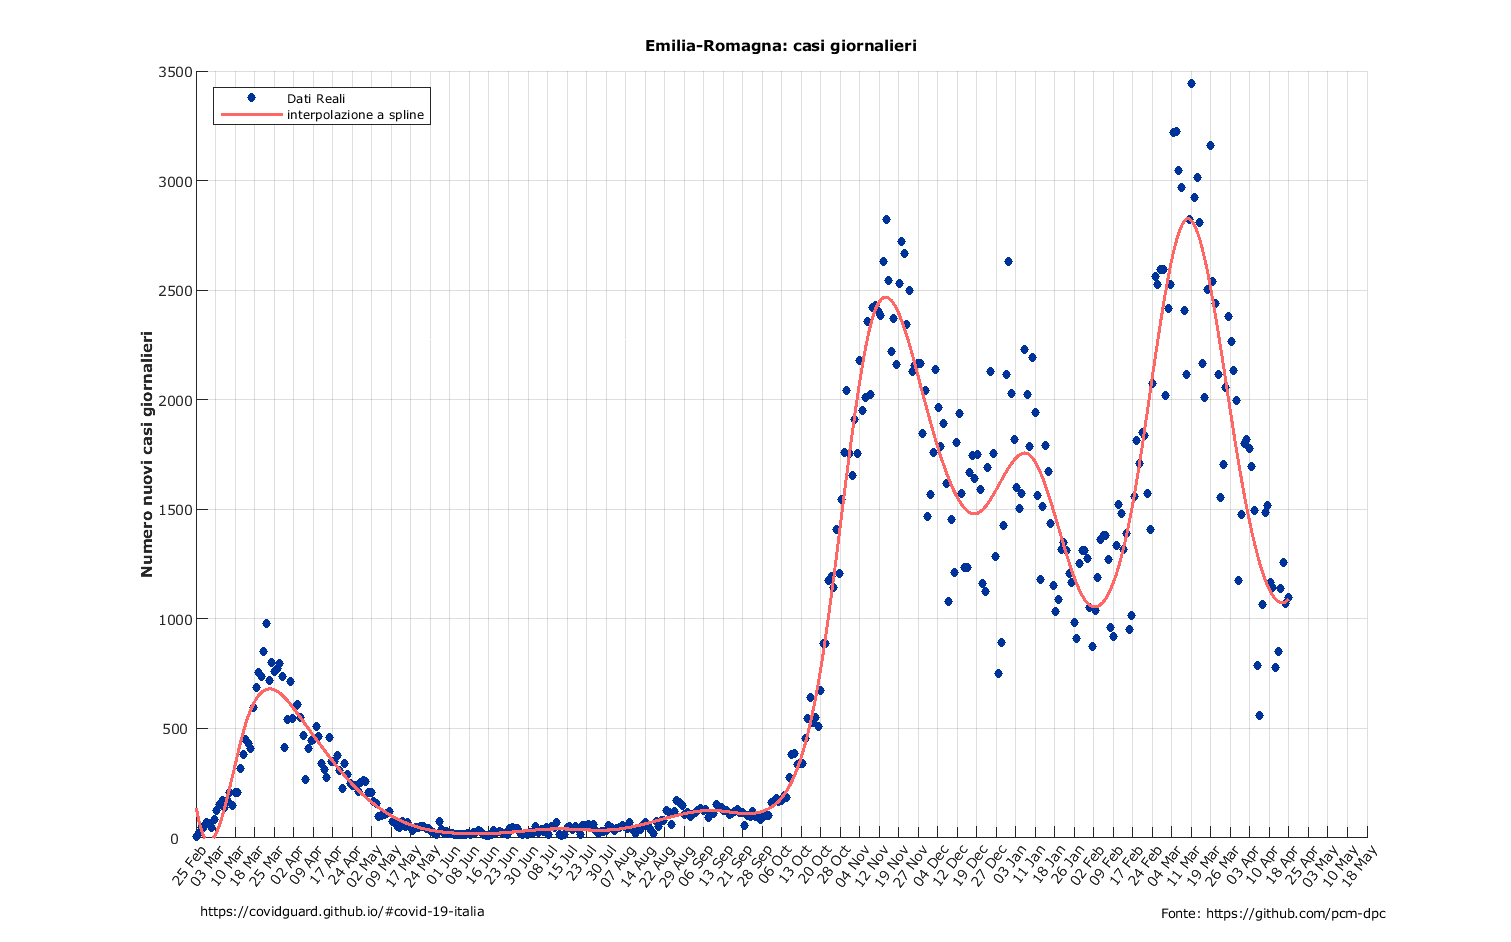 Emilia-Romagna: casi giornalieri
Dati Reali
interpolazione a spline
Numero nuovi casi giornalieri
3500
3000
2500
2000
1500
1000
500
0
25 Feb
03 Mar
10 Mar
18 Mar
25 Mar
02 Apr
09 Apr
17 Apr
24 Apr
02 May
09 May
17 May
24 May
01 Jun
08 Jun
16 Jun
23 Jun
30 Jun
08 Jul
15 Jul
23 Jul
30 Jul
07 Aug
14 Aug
22 Aug
29 Aug
06 Sep
13 Sep
21 Sep
28 Sep
06 Oct
13 Oct
20 Oct
28 Oct
04 Nov
12 Nov
19 Nov
27 Nov
04 Dec
12 Dec
19 Dec
27 Dec
03 Jan
11 Jan
18 Jan
26 Jan
02 Feb
09 Feb
17 Feb
24 Feb
04 Mar
11 Mar
19 Mar
26 Mar
03 Apr
10 Apr
18 Apr
25 Apr
03 May
10 May
18 May
https://covidguard.github.io/#covid-19-italia
Fonte: https://github.com/pcm-dpc